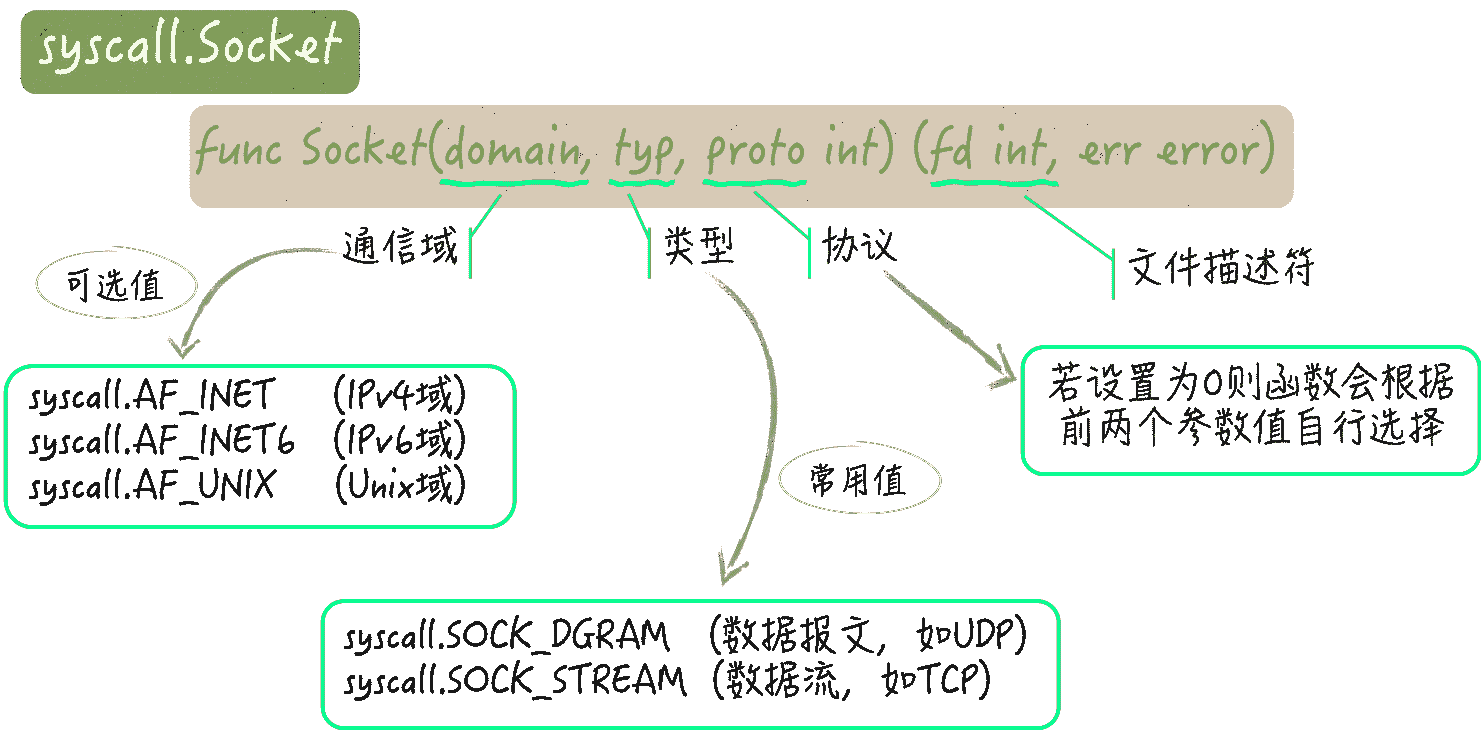 syscall.Socket
func Socket(domain, typ, proto int) (fd int, err error)
通信域
类型
协议
文件描述符
可选值
syscall.AF_INET (IPv4域)
syscall.AF_INET6 (IPv6域)
syscall.AF_UNIX (Unix域)
若设置为0则函数会根据
前两个参数值自行选择
常用值
syscall.SOCK_DGRAM (数据报文, 如UDP)
syscall.SOCK_STREAM (数据流, 如TCP)